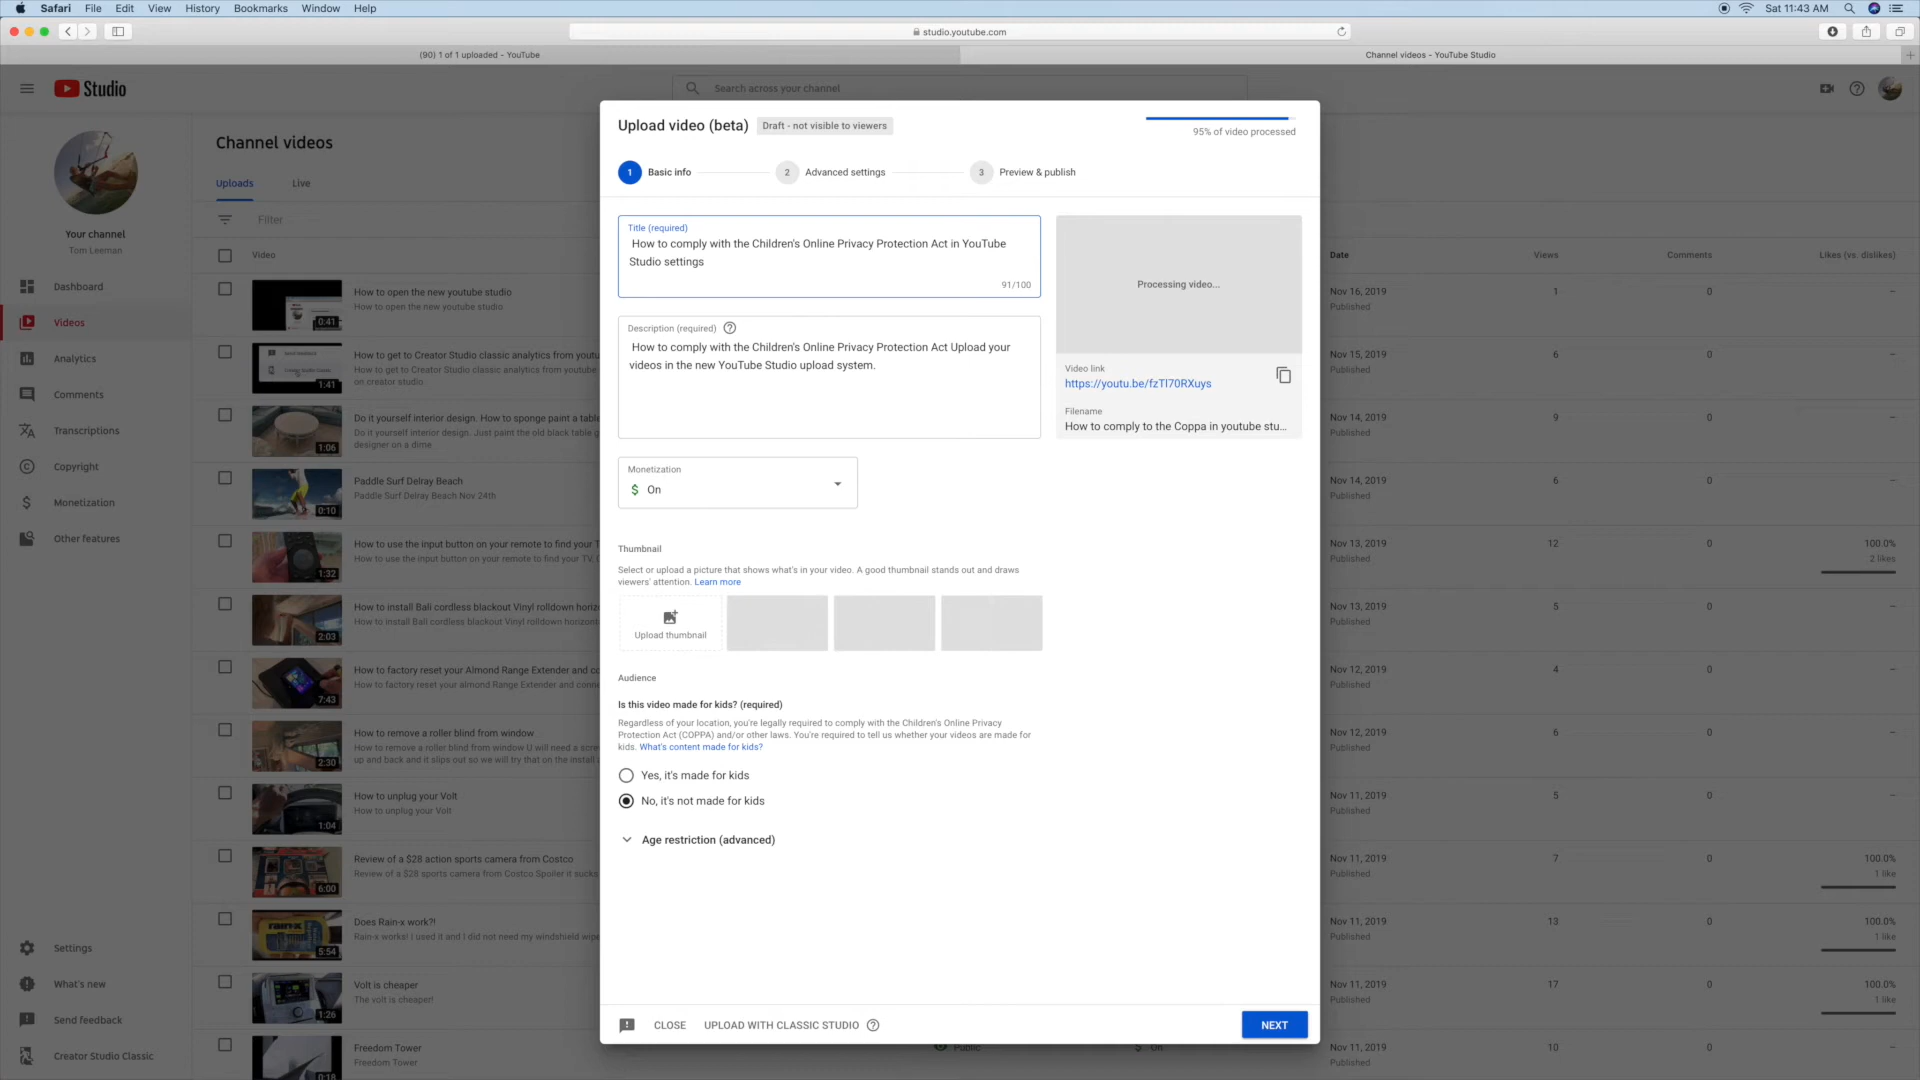 Safari File Edit View History Bookmarks Window Help
Sat 11:43 AM
studio.youtube.com
(90) 1 of 1 uploaded - YouTube
Channel videos - YouTube Studio
Studio
Search across your channel
Your channel
Tom Leeman
Dashboard
Videos
Analytics
Comments
Transcriptions
Copyright
Monetization
Other features
Settings
What's new
Send feedback
Creator Studio Classic
Channel videos
Uploads
Live
Filter
Video
Date
Views
Comments
Likes (vs. dislikes)
0:41
How to open the new youtube studio
How to open the new youtube studio
Nov 16, 2019
Published
1
0
–
1:41
How to get to Creator Studio classic analytics from youtu
How to get to Creator Studio classic analytics from youtube
on creator studio.
Nov 15, 2019
Published
6
0
–
1:06
Do it yourself interior design. How to sponge paint a table
Do it yourself interior design. Just paint the old black table g
designer on a dime
Nov 14, 2019
Published
9
0
–
0:10
Paddle Surf Delray Beach
Paddle Surf Delray Beach Nov 24th
Nov 14, 2019
Published
6
0
–
1:32
How to use the input button on your remote to find your T
How to use the input button on your remote to find your TV, D
Nov 13, 2019
Published
12
0
100.0%
2 likes
2:03
How to install Bali cordless blackout Vinyl rolldown horiz
How to install Bali cordless blackout Vinyl rolldown horizont
Nov 13, 2019
Published
5
0
–
7:43
How to factory reset your Almond Range Extender and co
How to factory reset your almond Range Extender and conne
Nov 12, 2019
Published
4
0
–
2:30
How to remove a roller blind from window
How to remove a roller blind from window U will need a scre
up and back and it slips out so we will try that on the install a
Nov 12, 2019
Published
6
0
–
1:04
How to unplug your Volt
How to unplug your Volt
Nov 11, 2019
Published
5
0
–
6:00
Review of a $28 action sports camera from Costco
Review of a $28 sports camera from Costco Spoiler it sucks
Nov 11, 2019
Published
7
0
100.0%
1 like
5:54
Does Rain-x work?!
Rain-x works! I used it and I did not need my windshield wipe
Nov 11, 2019
Published
13
0
100.0%
1 like
1:26
Volt is cheaper
The volt is cheaper!
Nov 11, 2019
Published
17
0
100.0%
1 like
0:18
Freedom Tower
Freedom Tower
Public
$ On
Nov 11, 2019
Published
10
0
–
Upload video (beta)
Draft - not visible to viewers
95% of video processed
1 Basic info
2 Advanced settings
3 Preview & publish
Title (required)
How to comply with the Children's Online Privacy Protection Act in YouTube
Studio settings
91/100
Description (required)
How to comply with the Children's Online Privacy Protection Act Upload your
videos in the new YouTube Studio upload system.
Processing video...
Video link
https://youtu.be/fzTl70RXuys
Filename
How to comply to the Coppa in youtube stu...
Monetization
$ On
Thumbnail
Select or upload a picture that shows what's in your video. A good thumbnail stands out and draws
viewers' attention. Learn more
Upload thumbnail
Audience
Is this video made for kids? (required)
Regardless of your location, you're legally required to comply with the Children's Online Privacy
Protection Act (COPPA) and/or other laws. You're required to tell us whether your videos are made for
kids. What's content made for kids?
Yes, it's made for kids
No, it's not made for kids
Age restriction (advanced)
CLOSE
UPLOAD WITH CLASSIC STUDIO
NEXT